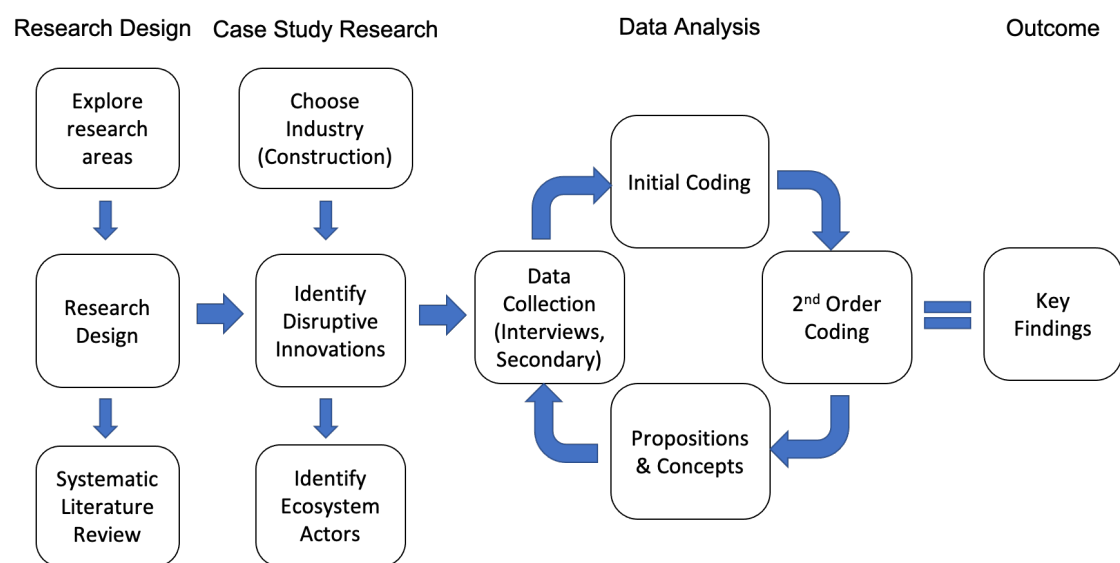 Research Design
Case Study Research
Data Analysis
Outcome
Explore
research
areas
Choose
Industry
(Construction)
Initial Coding
Research
Design
Identify
Disruptive
Innovations
Data
Collection
(Interviews,
Secondary)
2nd Order
Coding
Key
Findings
Propositions
& Concepts
Systematic
Literature
Review
Identify
Ecosystem
Actors